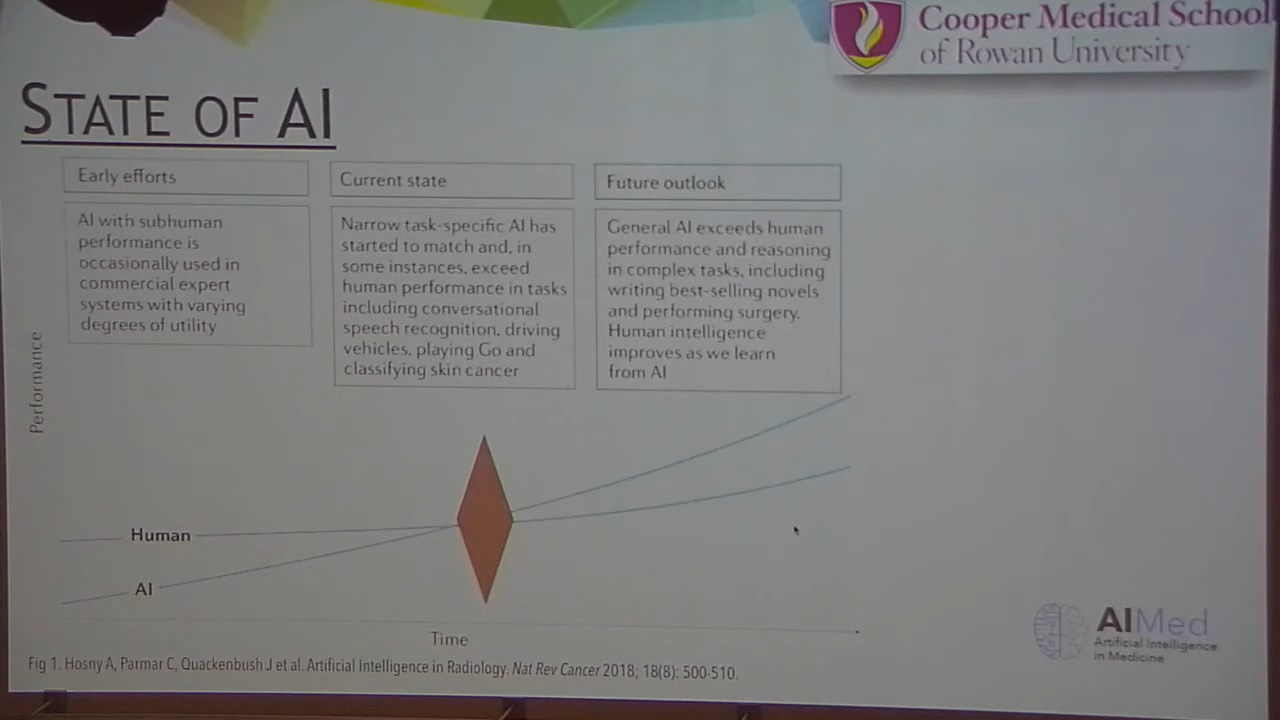 Cooper Medical School
of Rowan University
STATE OF AI
Early efforts
AI with subhuman
performance is
occasionally used in
commercial expert
systems with varying
degrees of utility
Current state
Narrow task-specific AI has
started to match and, in
some instances, exceed
human performance in tasks
including conversational
speech recognition, driving
vehicles, playing Go and
classifying skin cancer
Future outlook
General AI exceeds human
performance and reasoning
in complex tasks, including
writing best-selling novels
and performing surgery.
Human intelligence
improves as we learn
from AI
Performance
Human
AI
Time
Fig 1. Hosny A, Parmar C, Quackenbush J et al. Artificial Intelligence in Radiology. Nat Rev Cancer 2018; 18(8): 500-510.
AIMed
Artificial Intelligence
in Medicine